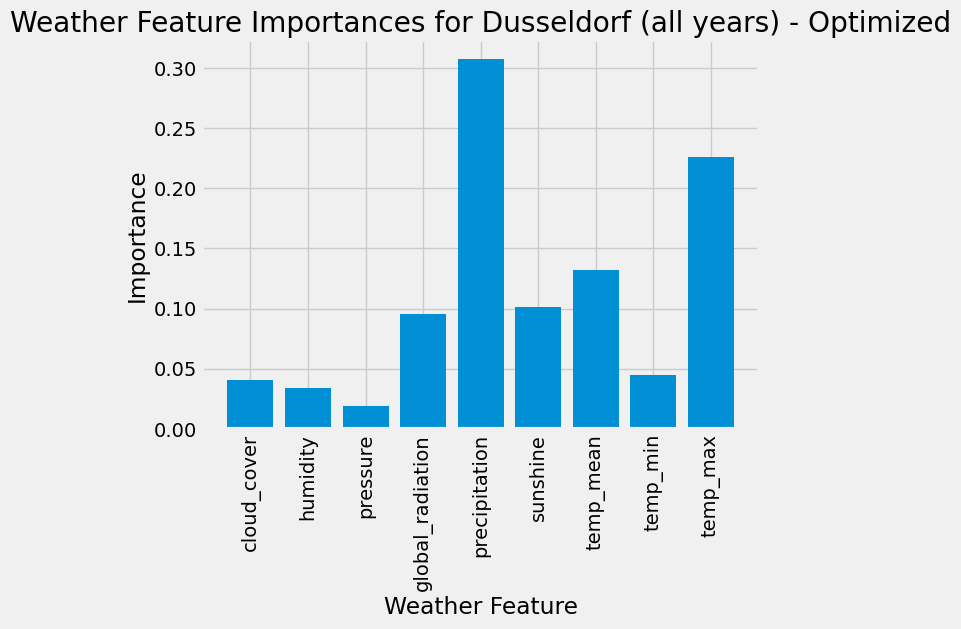 Weather Feature Importances for Dusseldorf (all years) - Optimized
Importance
0.30
0.25
0.20
0.15
0.10
0.05
0.00
cloud_cover
humidity
pressure
global_radiation
precipitation
sunshine
temp_mean
temp_min
temp_max
Weather Feature